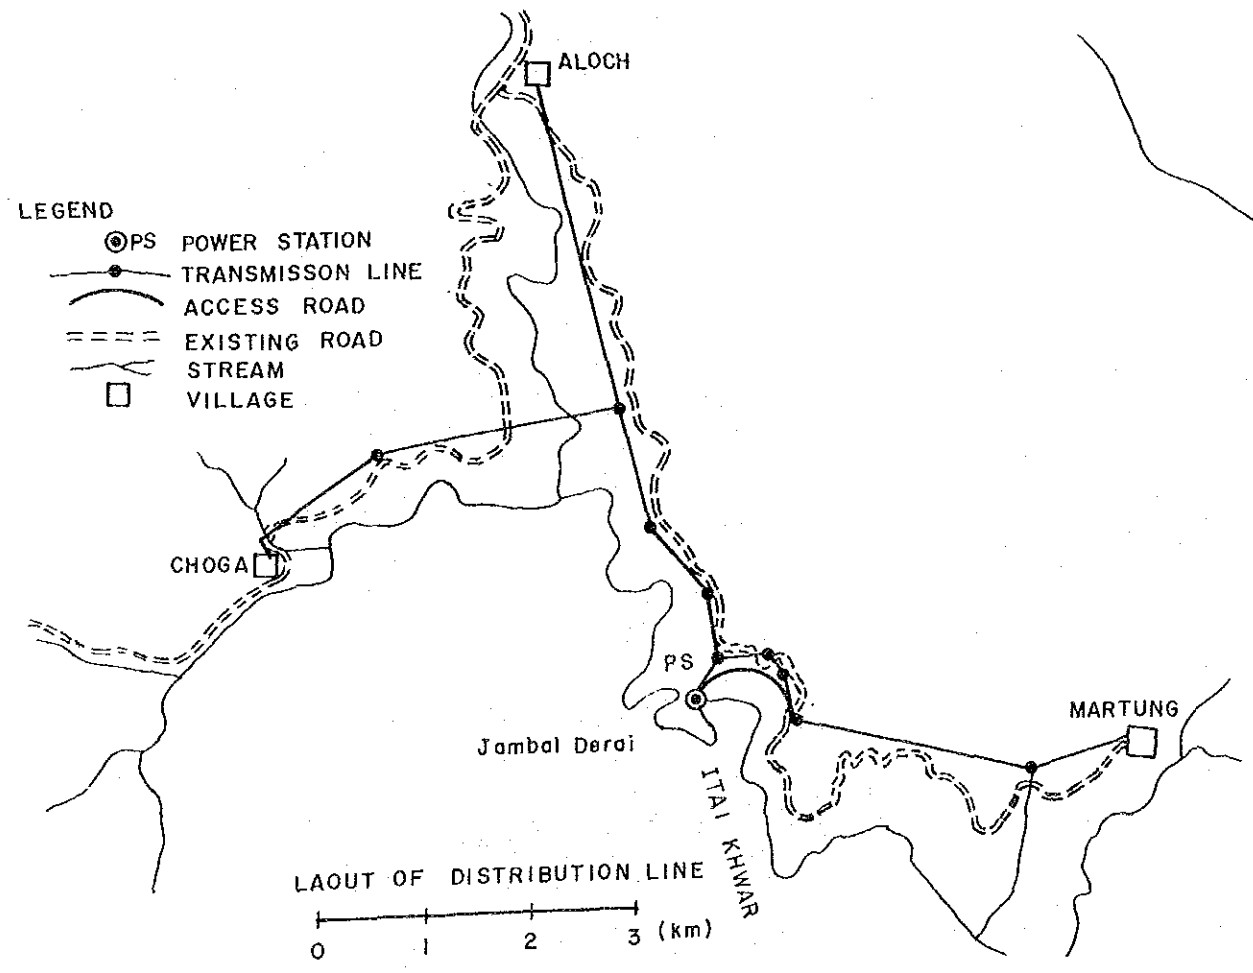 ALOCH
LEGEND
PS POWER STATION
TRANSMISSON LINE
ACCESS ROAD
EXISTING ROAD
STREAM
VILLAGE
CHOGA
PS
MARTUNG
Jambal Derai
ITAI KHWAR
LAOUT OF DISTRIBUTION LINE
0 1 2 3 (km)